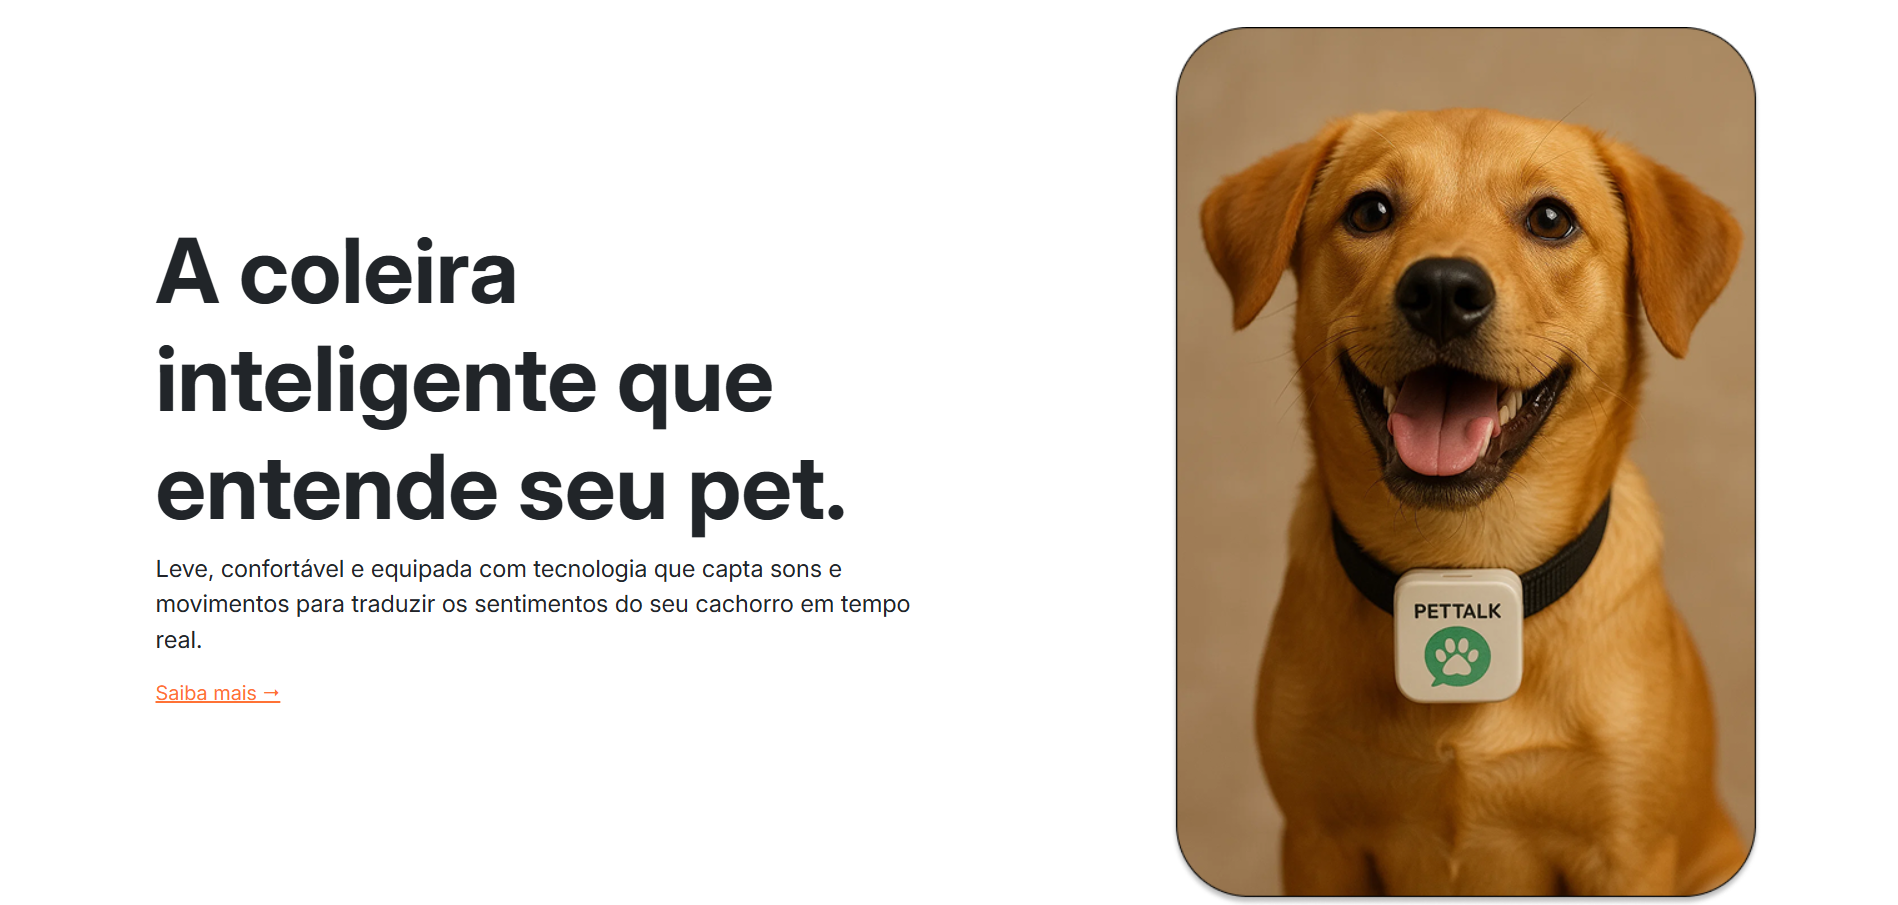 A coleira
inteligente que
entende seu pet.
Leve, confortável e equipada com tecnologia que capta sons e
movimentos para traduzir os sentimentos do seu cachorro em tempo
real.
Saiba mais →
PETTALK